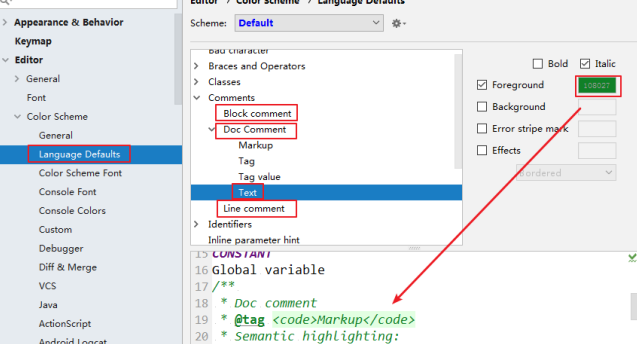 Editor > Color Scheme > Language Defaults
Appearance & Behavior
Keymap
Editor
General
Font
Color Scheme
General
Language Defaults
Color Scheme Font
Console Font
Console Colors
Custom
Debugger
Diff & Merge
VCS
Java
ActionScript
Android Logcat
Scheme: Default
Bad character
Braces and Operators
Classes
Comments
Block comment
Doc Comment
Markup
Tag
Tag value
Text
Line comment
Identifiers
Inline parameter hint
Bold Italic
Foreground
Background
Error stripe mark
Effects
Bordered
15 CONSTANT
16 Global variable
17 /**
18 * Doc comment
19 * @tag <code>Markup</code>
20 * Semantic highlighting: